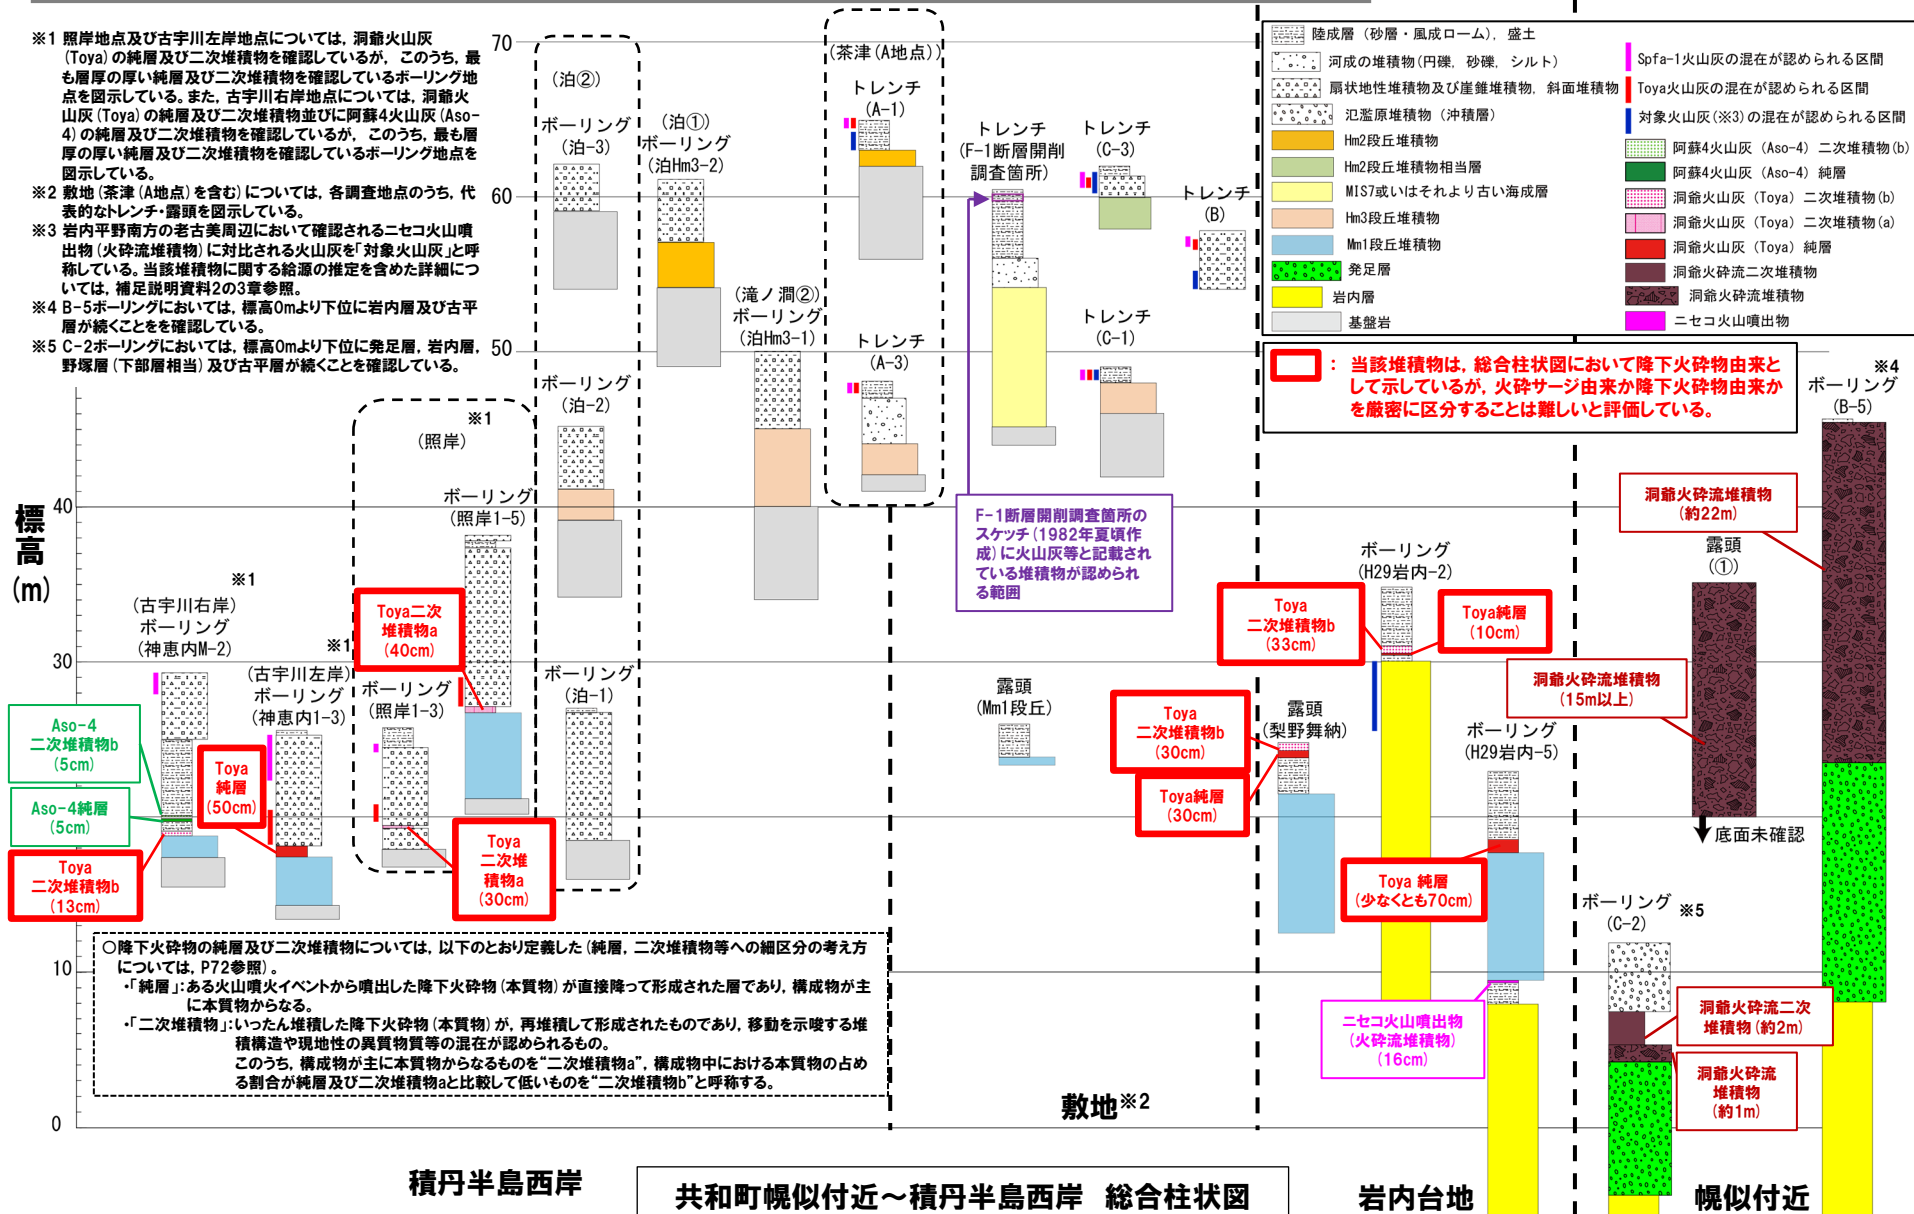 ※1 照岸地点及び古宇川左岸地点については，洞爺火山灰
(Toya)の純層及び二次堆積物を確認しているが，このうち，最
も層厚の厚い純層及び二次堆積物を確認しているボーリング地
点を図示している。また，古宇川右岸地点については，洞爺火
山灰(Toya)の純層及び二次堆積物並びに阿蘇4火山灰(Aso-
4)の純層及び二次堆積物を確認しているが，このうち，最も層
厚の厚い純層及び二次堆積物を確認しているボーリング地点を
図示している。
※2 敷地(茶津(A地点)を含む)については，各調査地点のうち，代
表的なトレンチ・露頭を図示している。
※3 岩内平野南方の老古美周辺において確認されるニセコ火山噴
出物(火砕流堆積物)に対比される火山灰を「対象火山灰」と呼
称している。当該堆積物に関する給源の推定を含めた詳細につ
いては，補足説明資料2の3章参照。
※4 B-5ボーリングにおいては，標高0mより下位に岩内層及び古平
層が続くことをを確認している。
※5 C-2ボーリングにおいては，標高0mより下位に発足層，岩内層，
野塚層(下部層相当)及び古平層が続くことを確認している。
標高
(m)
70
60
50
40
30
10
0
(泊②)
ボーリング
(泊-3)
(泊①)
ボーリング
(泊Hm3-2)
(滝ノ澗②)
ボーリング
(泊Hm3-1)
ボーリング
(泊-2)
ボーリング
(泊-1)
(茶津(A地点))
トレンチ
(A-1)
トレンチ
(A-3)
トレンチ
(F-1断層開削
調査箇所)
トレンチ
(C-3)
トレンチ
(B)
トレンチ
(C-1)
陸成層(砂層・風成ローム)，盛土
河成の堆積物(円礫，砂礫，シルト)
扇状地性堆積物及び崖錐堆積物，斜面堆積物
氾濫原堆積物(沖積層)
Hm2段丘堆積物
Hm2段丘堆積物相当層
MIS7或いはそれより古い海成層
Hm3段丘堆積物
Mm1段丘堆積物
発足層
岩内層
基盤岩
Spfa-1火山灰の混在が認められる区間
Toya火山灰の混在が認められる区間
対象火山灰(※3)の混在が認められる区間
阿蘇4火山灰(Aso-4)二次堆積物(b)
阿蘇4火山灰(Aso-4)純層
洞爺火山灰(Toya)二次堆積物(b)
洞爺火山灰(Toya)二次堆積物(a)
洞爺火山灰(Toya)純層
洞爺火砕流二次堆積物
洞爺火砕流堆積物
ニセコ火山噴出物
： 当該堆積物は，総合柱状図において降下火砕物由来と
して示しているが，火砕サージ由来か降下火砕物由来か
を厳密に区分することは難しいと評価している。
※4
ボーリング
(B-5)
洞爺火砕流堆積物
(約22m)
露頭
(①)
洞爺火砕流堆積物
(15m以上)
底面未確認
F-1断層開削調査箇所の
スケッチ(1982年夏頃作
成)に火山灰等と記載され
ている堆積物が認められ
る範囲
※1
(照岸)
ボーリング
(照岸1-5)
Toya二次
堆積物a
(40cm)
※1
(古宇川右岸)
ボーリング
(神恵内M-2)
※1
(古宇川左岸)
ボーリング
(神恵内1-3)
ボーリング
(照岸1-3)
Aso-4
二次堆積物b
(5cm)
Aso-4純層
(5cm)
Toya
二次堆積物b
(13cm)
Toya
純層
(50cm)
Toya
二次堆
積物a
(30cm)
露頭
(Mm1段丘)
ボーリング
(H29岩内-2)
Toya
二次堆積物b
(33cm)
Toya純層
(10cm)
露頭
(梨野舞納)
Toya
二次堆積物b
(30cm)
Toya純層
(30cm)
ボーリング
(H29岩内-5)
Toya 純層
(少なくとも70cm)
ニセコ火山噴出物
(火砕流堆積物)
(16cm)
ボーリング
(C-2)
※5
洞爺火砕流二次
堆積物(約2m)
洞爺火砕流
堆積物
(約1m)
○降下火砕物の純層及び二次堆積物については，以下のとおり定義した(純層，二次堆積物等への細区分の考え方
については，P72参照)。
・「純層」：ある火山噴火イベントから噴出した降下火砕物(本質物)が直接降って形成された層であり，構成物が主
に本質物からなる。
・「二次堆積物」：いったん堆積した降下火砕物(本質物)が，再堆積して形成されたものであり，移動を示唆する堆
積構造や現地性の異質物質等の混在が認められるもの。
このうち，構成物が主に本質物からなるものを“二次堆積物a”，構成物中における本質物の占め
る割合が純層及び二次堆積物aと比較して低いものを“二次堆積物b”と呼称する。
敷地※2
積丹半島西岸
共和町幌似付近～積丹半島西岸 総合柱状図
岩内台地
幌似付近